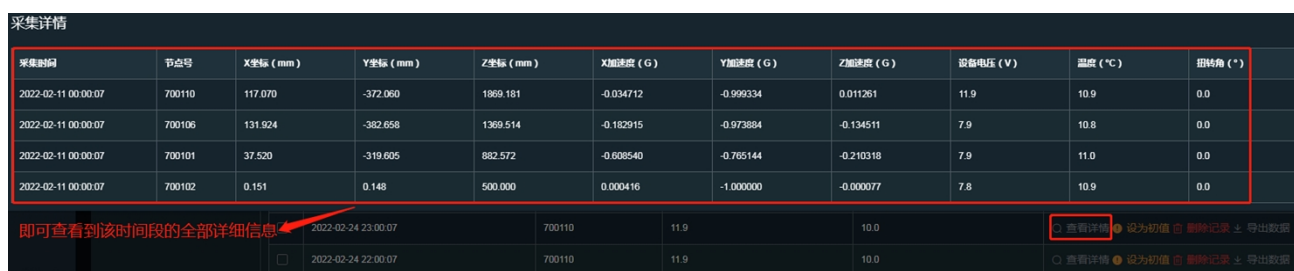 采集详情
采集时间 节点号 X坐标(mm) Y坐标(mm) Z坐标(mm) X加速度(G) Y加速度(G) Z加速度(G) 设备电压(V) 温度(℃) 扭转角(°)
2022-02-11 00:00:07 700110 117.070 -372.060 1869.181 -0.034712 -0.999334 0.011261 11.9 10.9 0.0
2022-02-11 00:00:07 700106 131.924 -382.658 1369.514 -0.182915 -0.973884 -0.134511 7.9 10.8 0.0
2022-02-11 00:00:07 700101 37.520 -319.605 882.572 -0.608540 -0.765144 -0.210318 7.9 11.0 0.0
2022-02-11 00:00:07 700102 0.151 0.148 500.000 0.000416 -1.000000 -0.000077 7.8 10.9 0.0
即可查看到该时间段的全部详细信息 2022-02-24 23:00:07 700110 11.9 10.0 查看详情 设为初值 删除记录 导出数据
2022-02-24 22:00:07 700110 11.9 10.0 查看详情 设为初值 删除记录 导出数据